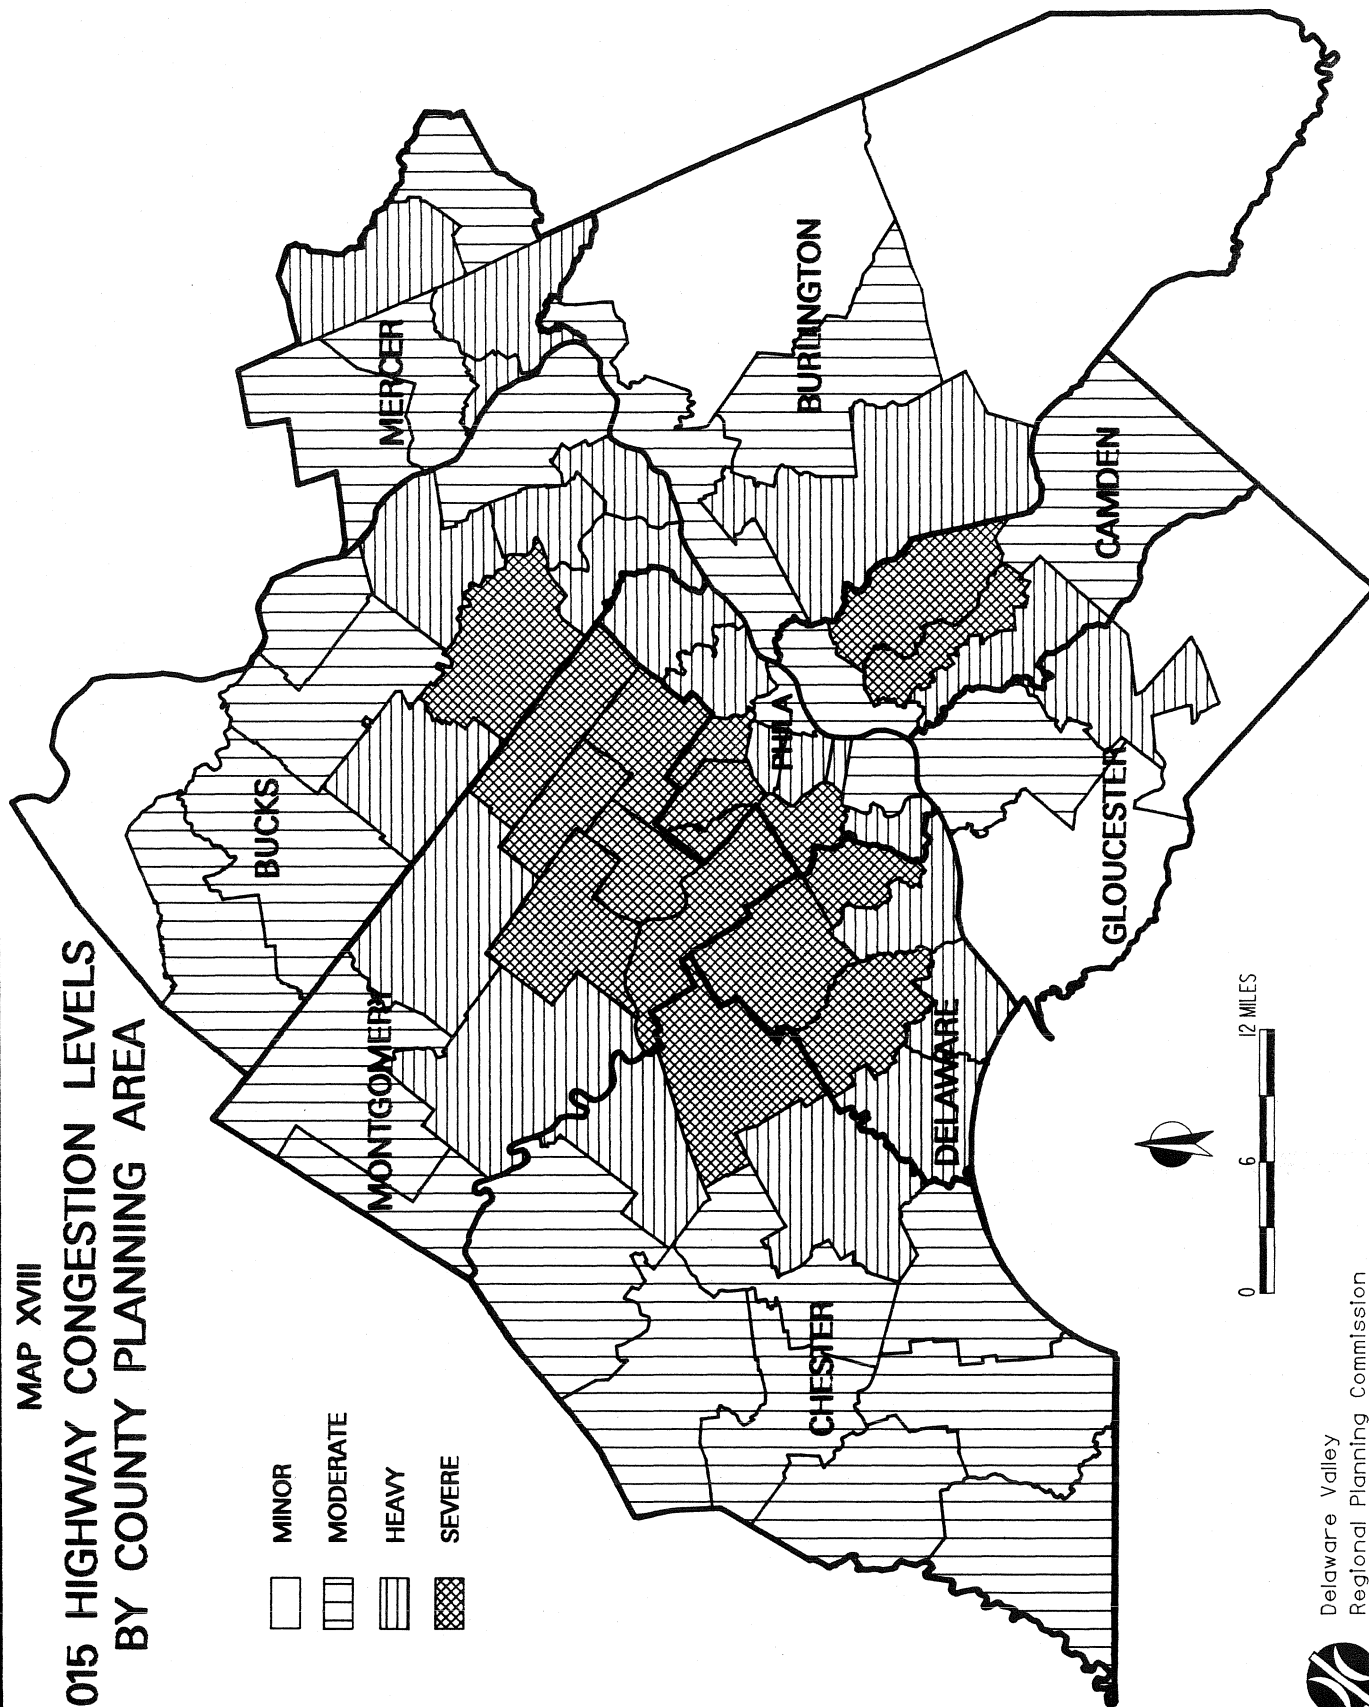 MAP XVIII
015 HIGHWAY CONGESTION LEVELS
BY COUNTY PLANNING AREA
MINOR
MODERATE
HEAVY
SEVERE
BUCKS
MERCER
MONTGOMERY
PHILA
BURLINGTON
CHESTER
DELAWARE
GLOUCESTER
CAMDEN
0 6 12 MILES
Delaware Valley
Regional Planning Commission